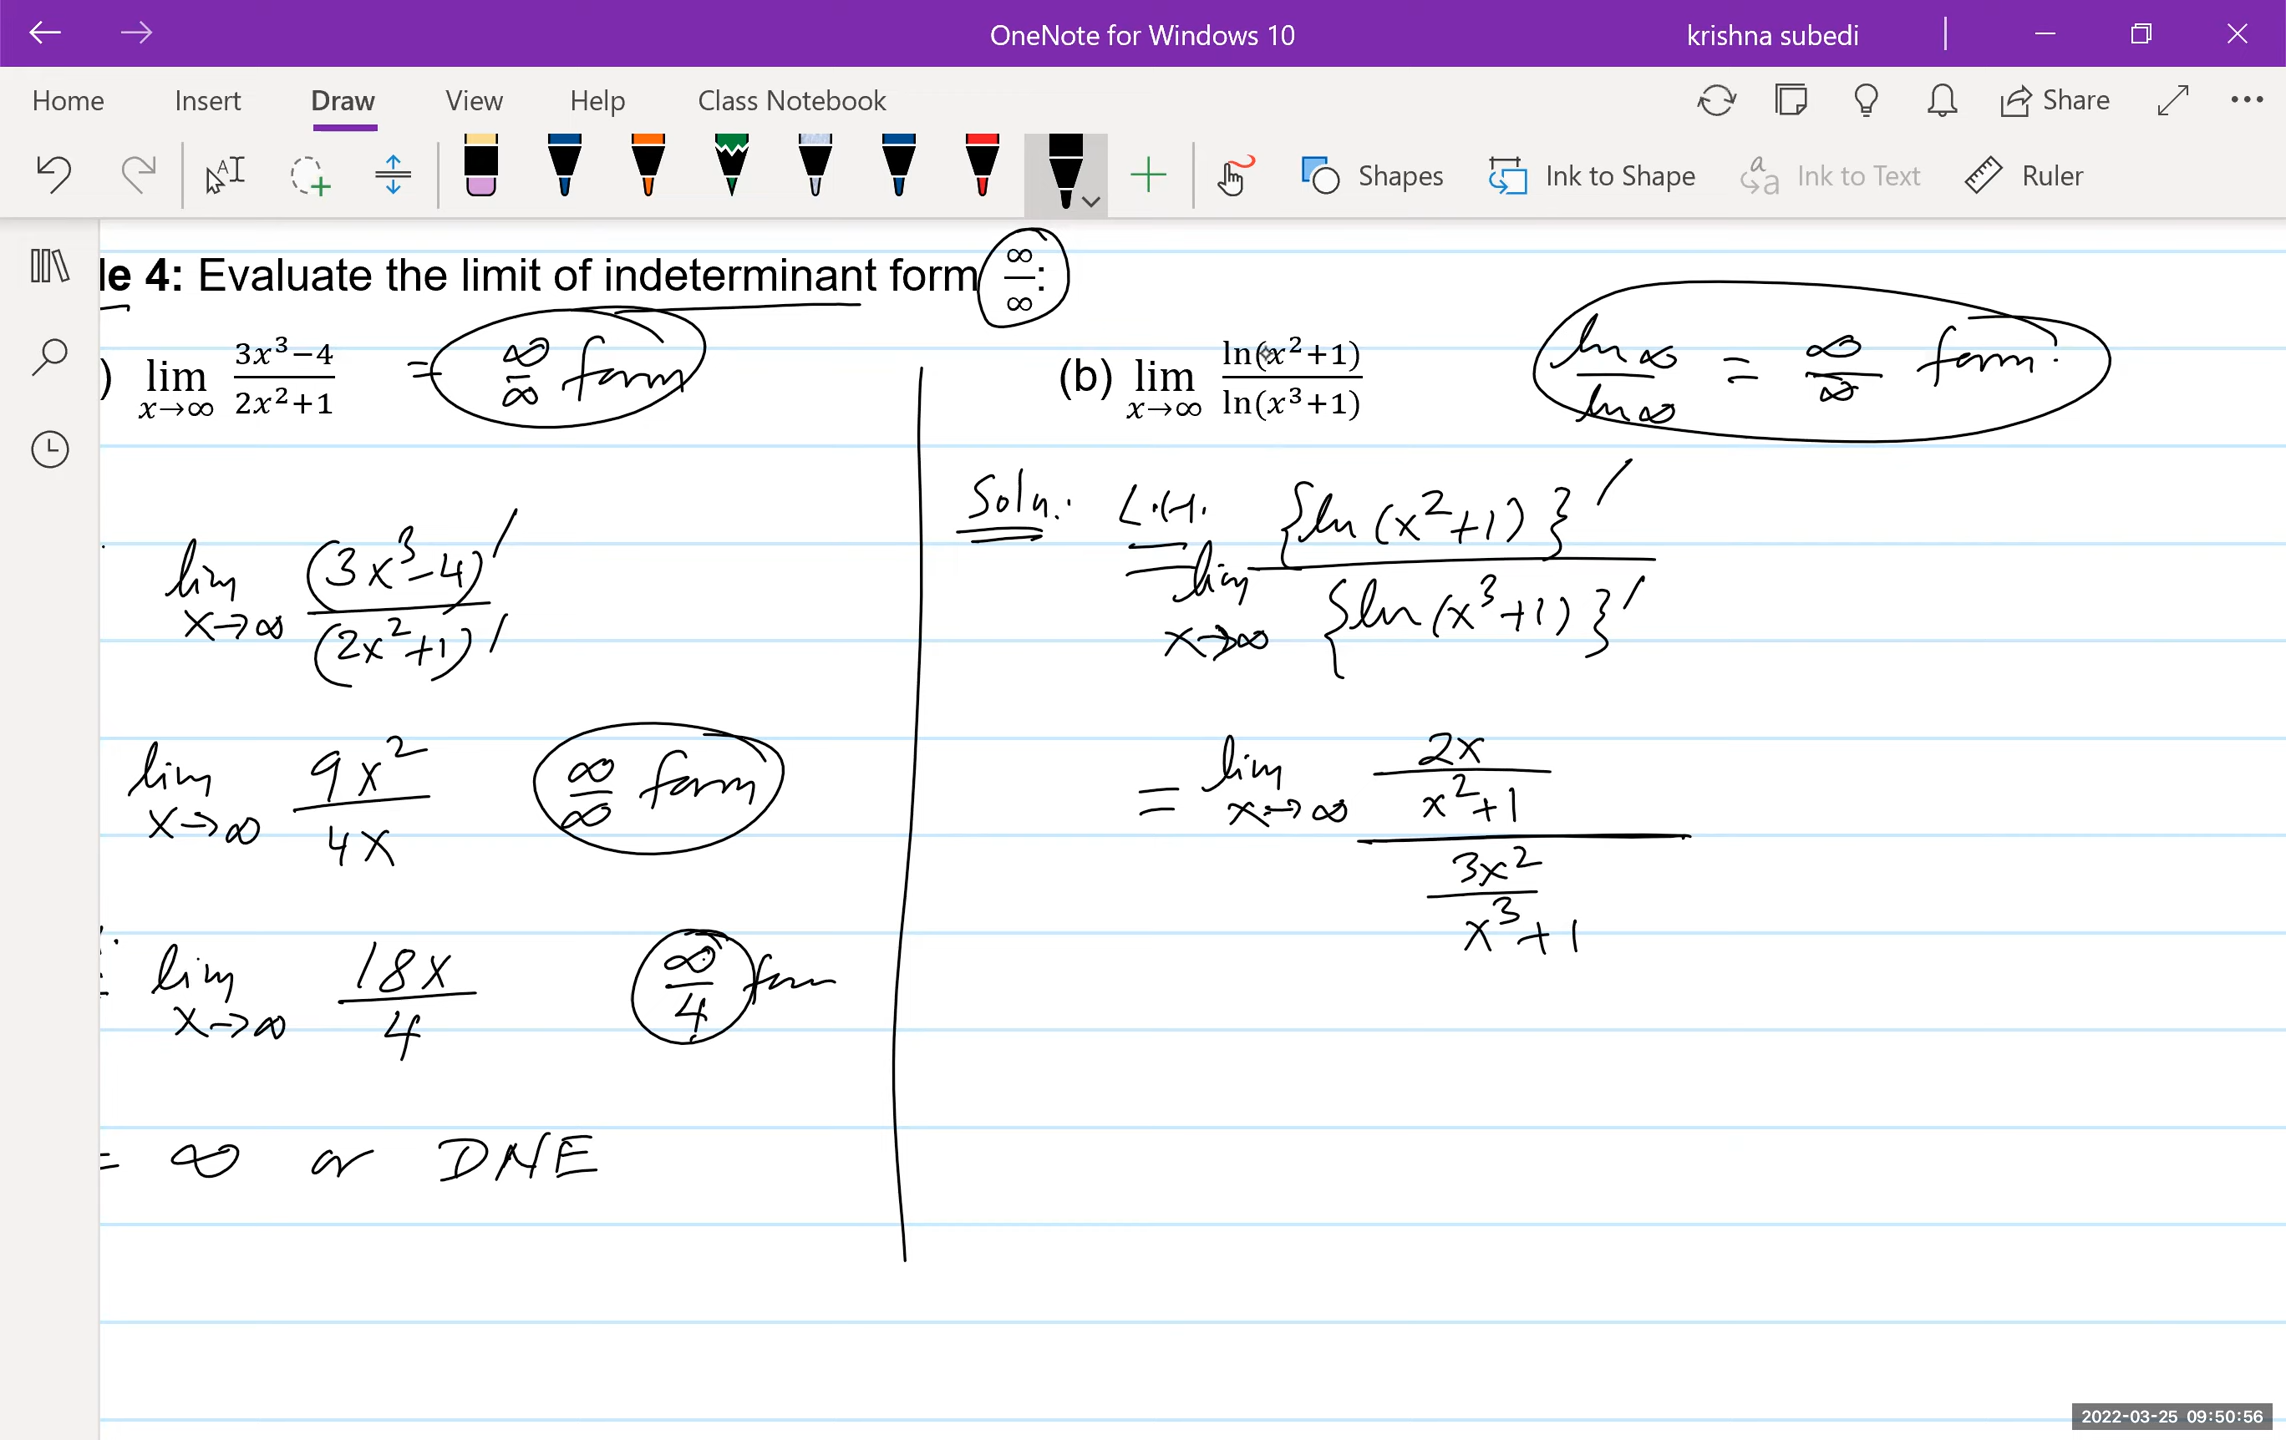 OneNote for Windows 10
krishna subedi
Home Insert Draw View Help Class Notebook Share
Shapes Ink to Shape Ink to Text Ruler
le 4: Evaluate the limit of indeterminant form ∞/∞:
) lim x→∞ (3x³−4)/(2x²+1) = ∞/∞ form
lim x→∞ (3x³−4)′/(2x²+1)′
lim x→∞ 9x²/4x ∞/∞ form
lim x→∞ 18x/4 ∞/4 form
= ∞ or DNE
(b) lim x→∞ ln(x²+1)/ln(x³+1) ln ∞/ln ∞ = ∞/∞ form.
Soln. L.H.
= lim x→∞ {ln(x²+1)}′/{ln(x³+1)}′
= lim x→∞ (2x/(x²+1))/(3x²/(x³+1))
2022-03-25 09:50:56